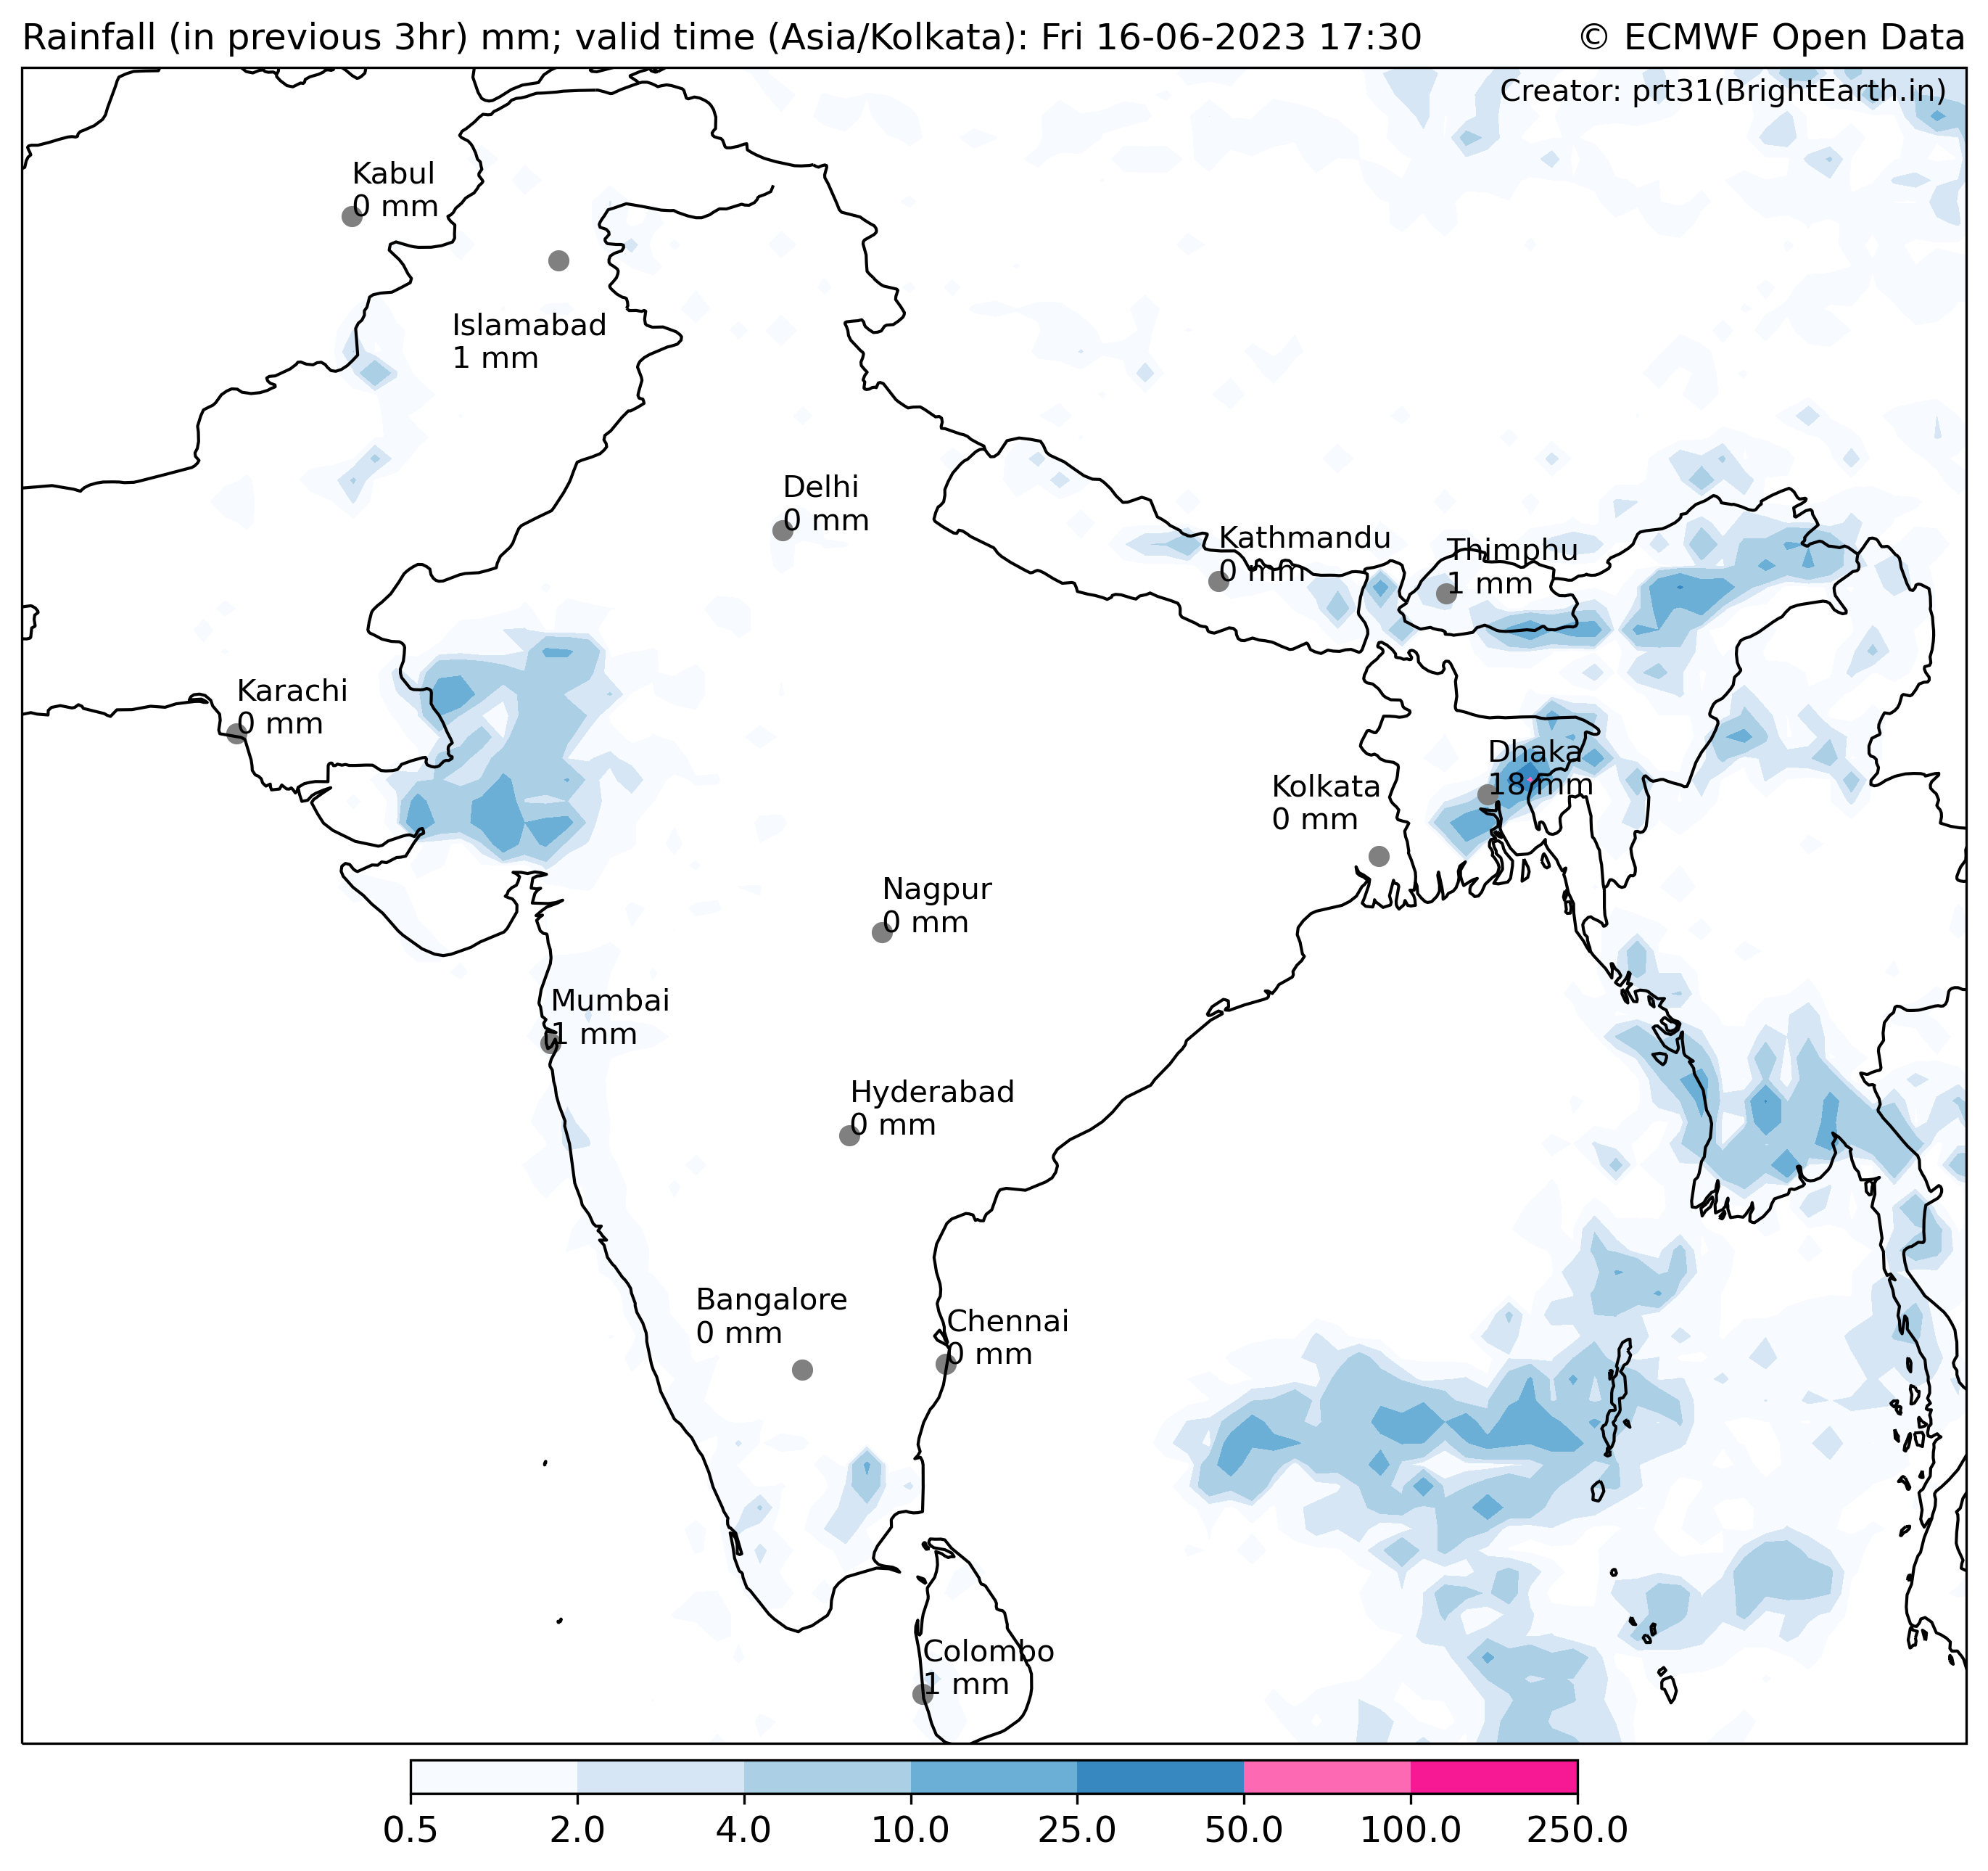 Rainfall (in previous 3hr) mm; valid time (Asia/Kolkata): Fri 16-06-2023 17:30
© ECMWF Open Data
Creator: prt31(BrightEarth.in)
Kabul
0 mm
Islamabad
1 mm
Delhi
0 mm
Kathmandu
0 mm
Thimphu
1 mm
Karachi
0 mm
Dhaka
18 mm
Kolkata
0 mm
Nagpur
0 mm
Mumbai
1 mm
Hyderabad
0 mm
Bangalore
0 mm
Chennai
0 mm
Colombo
1 mm
0.5 2.0 4.0 10.0 25.0 50.0 100.0 250.0